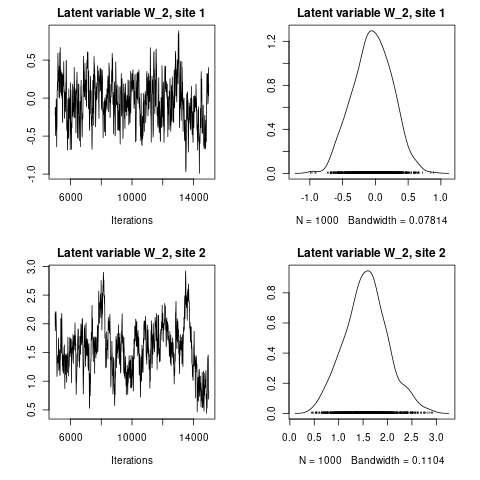 Latent variable W_2, site 1
0.5
0.0
-0.5
-1.0
6000 10000 14000
Iterations
Latent variable W_2, site 1
1.2
0.8
0.4
0.0
-1.0 -0.5 0.0 0.5 1.0
N = 1000 Bandwidth = 0.07814
Latent variable W_2, site 2
3.0
2.5
2.0
1.5
1.0
0.5
6000 10000 14000
Iterations
Latent variable W_2, site 2
0.8
0.6
0.4
0.2
0.0
0.0 0.5 1.0 1.5 2.0 2.5 3.0
N = 1000 Bandwidth = 0.1104